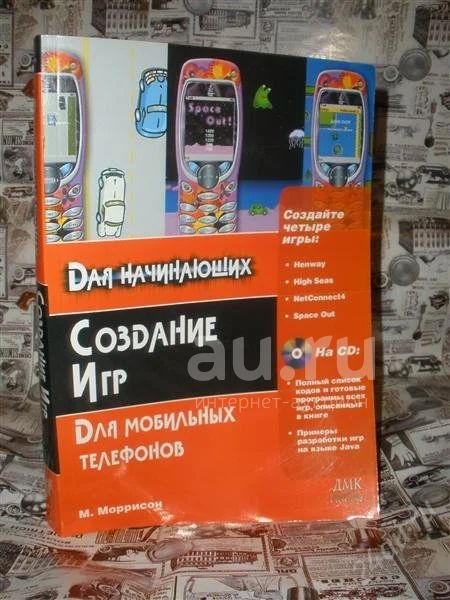 Space
Out!
Создайте
четыре
игры:
• Henway
• High Seas
• NetConnect4
• Space Out
На CD:
• Полный список
кодов и готовые
программы всех
игр, описанных
в книге
• Примеры
разработки игр
на языке Java
Для начинающих
Создание
Игр
Для мобильных
телефонов
М. Моррисон
ДМК
Создание Игр
au.ru